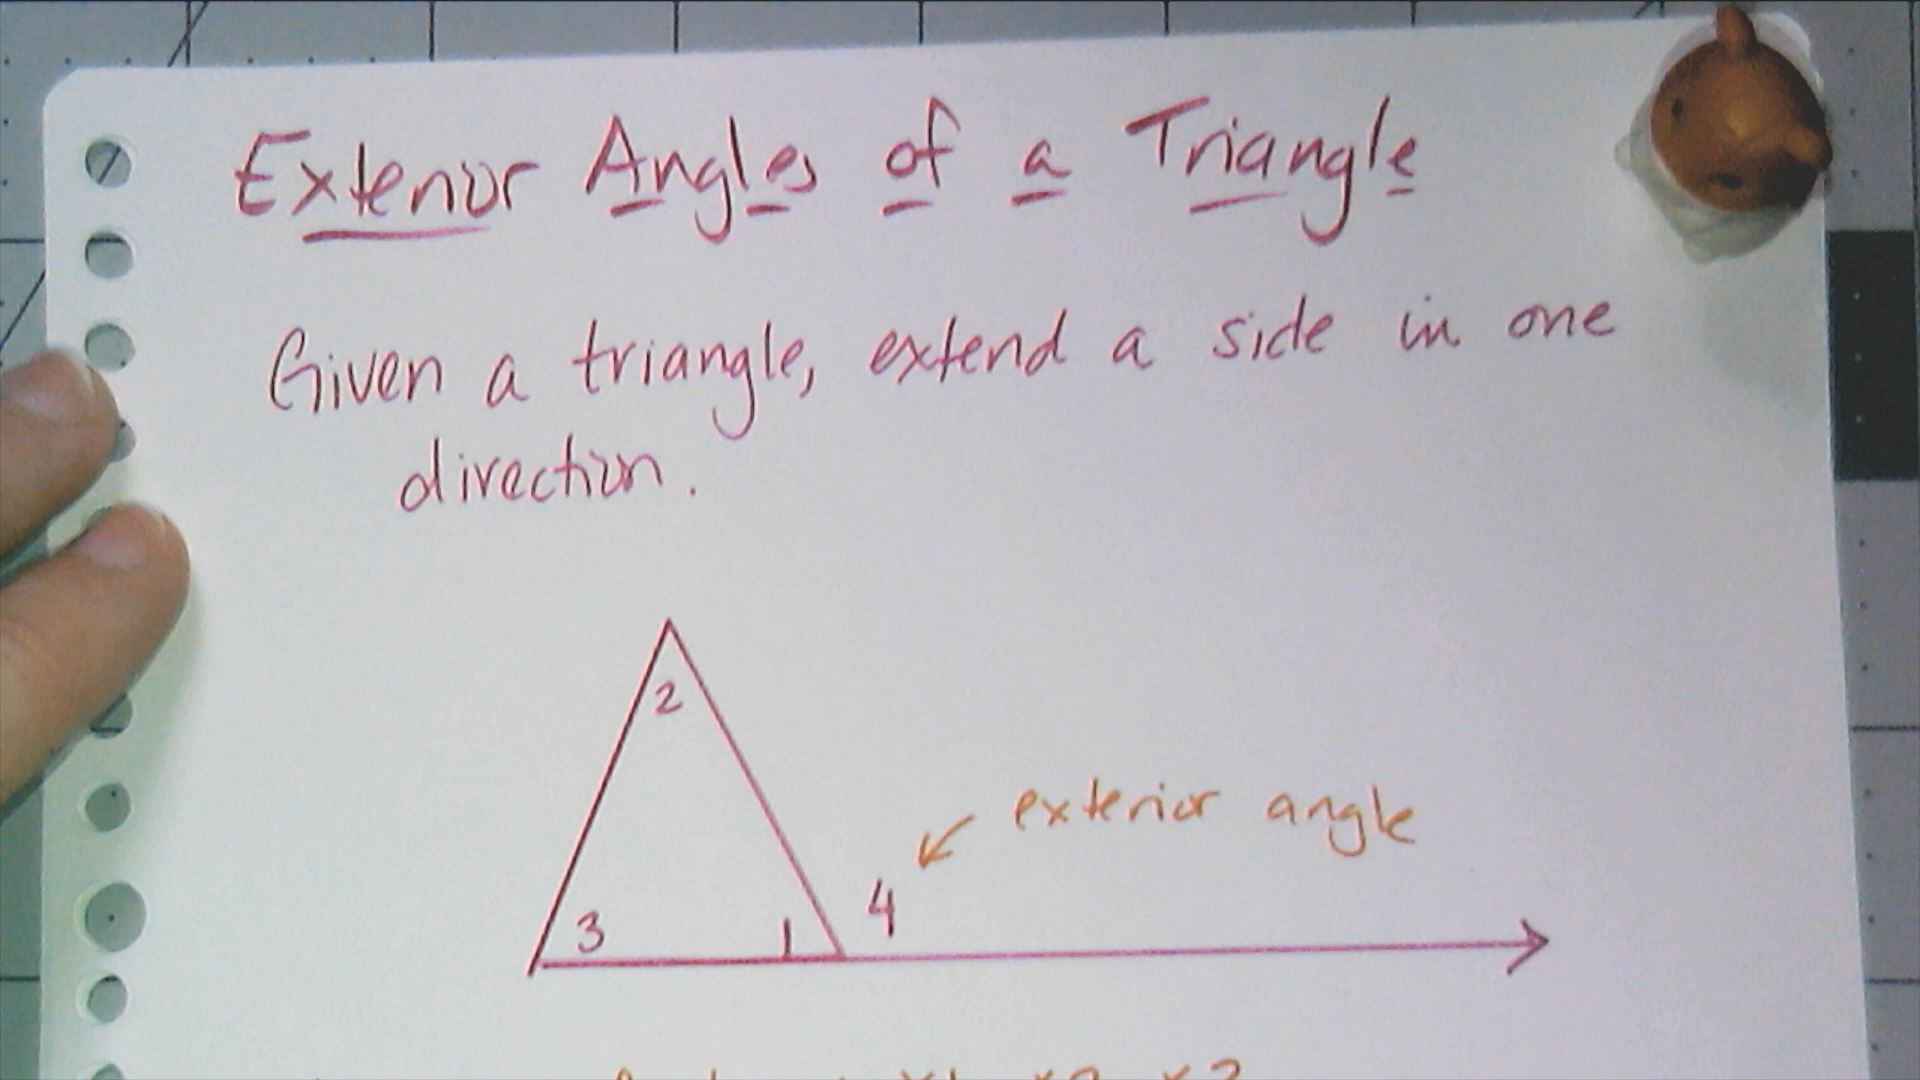 Exterior Angles of a Triangle
Given a triangle, extend a side in one
direction.
2
exterior angle
4
3
1